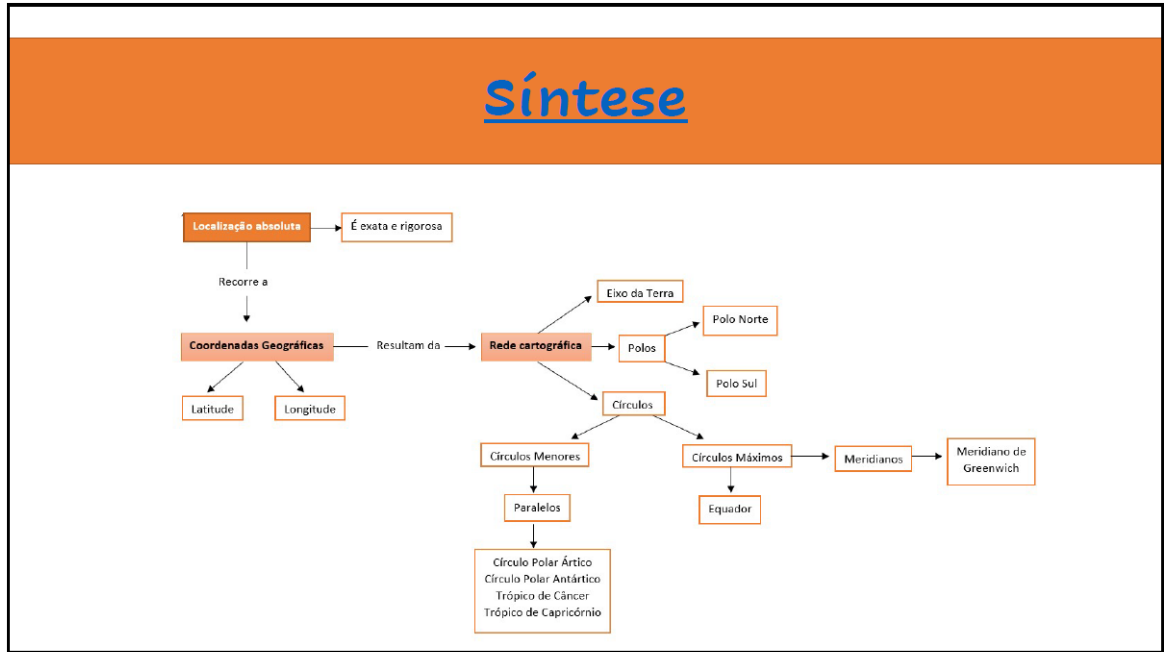 Síntese
Localização absoluta
É exata e rigorosa
Recorre a
Eixo da Terra
Polo Norte
Coordenadas Geográficas
Resultam da
Rede cartográfica
Polos
Polo Sul
Latitude
Longitude
Círculos
Círculos Menores
Círculos Máximos
Meridianos
Meridiano de
Greenwich
Paralelos
Equador
Círculo Polar Ártico
Círculo Polar Antártico
Trópico de Câncer
Trópico de Capricórnio